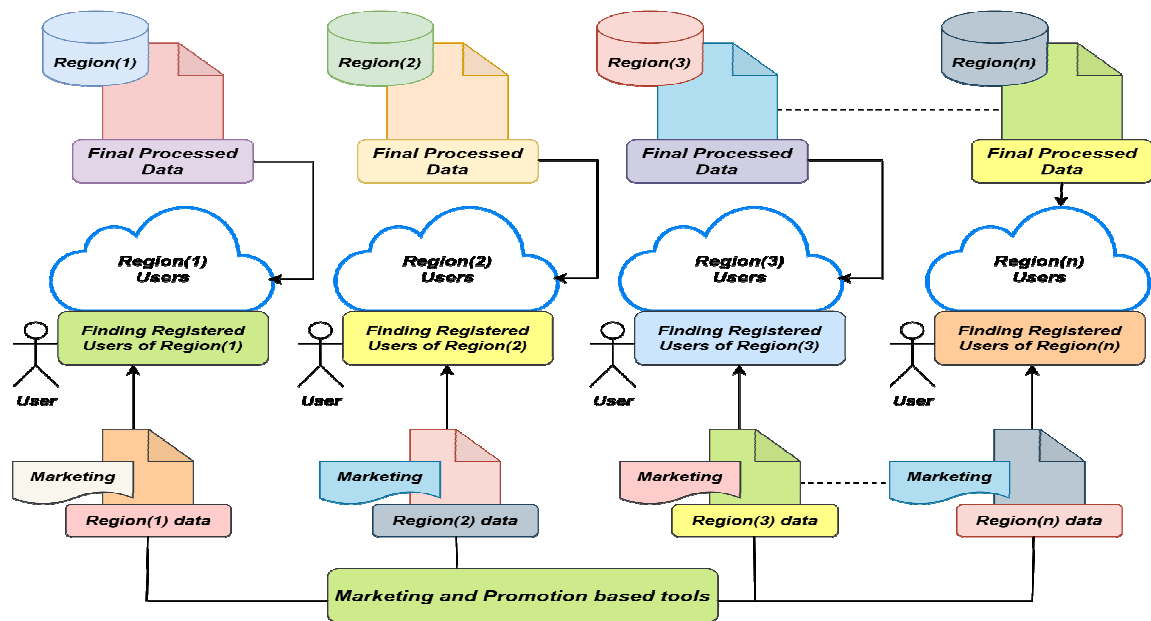 Region(1)
Region(2)
Region(3)
Region(n)
Final Processed
Data
Final Processed
Data
Final Processed
Data
Final Processed
Data
Region(1)
Users
Region(2)
Users
Region(3)
Users
Region(n)
Users
Finding Registered
Users of Region(1)
Finding Registered
Users of Region(2)
Finding Registered
Users of Region(3)
Finding Registered
Users of Region(n)
User
User
User
User
Marketing
Marketing
Marketing
Marketing
Region(1) data
Region(2) data
Region(3) data
Region(n) data
Marketing and Promotion based tools